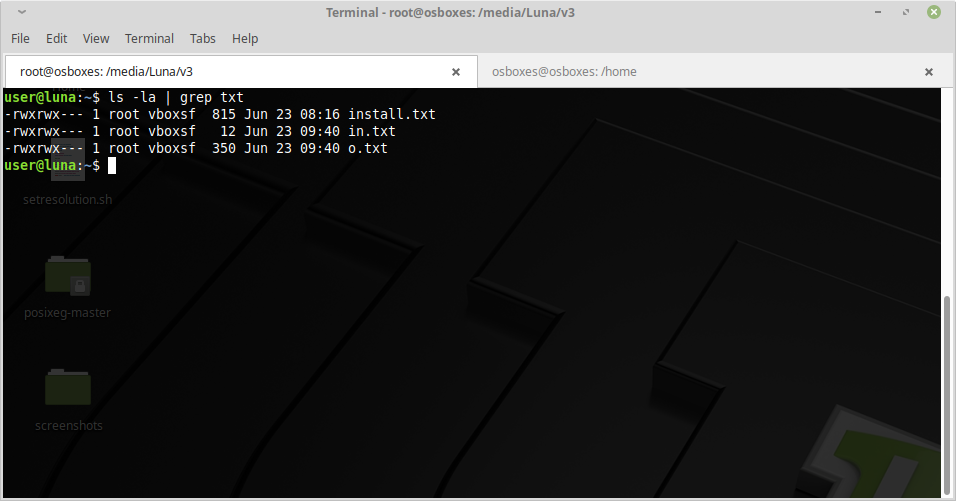 Terminal - root@osboxes: /media/Luna/v3
File Edit View Terminal Tabs Help
root@osboxes: /media/Luna/v3
osboxes@osboxes: /home
user@luna:~$ ls -la | grep txt
-rwxrwx--- 1 root vboxsf  815 Jun 23 08:16 install.txt
-rwxrwx--- 1 root vboxsf   12 Jun 23 09:40 in.txt
-rwxrwx--- 1 root vboxsf  350 Jun 23 09:40 o.txt
user@luna:~$
setresolution.sh
posixeg-master
screenshots